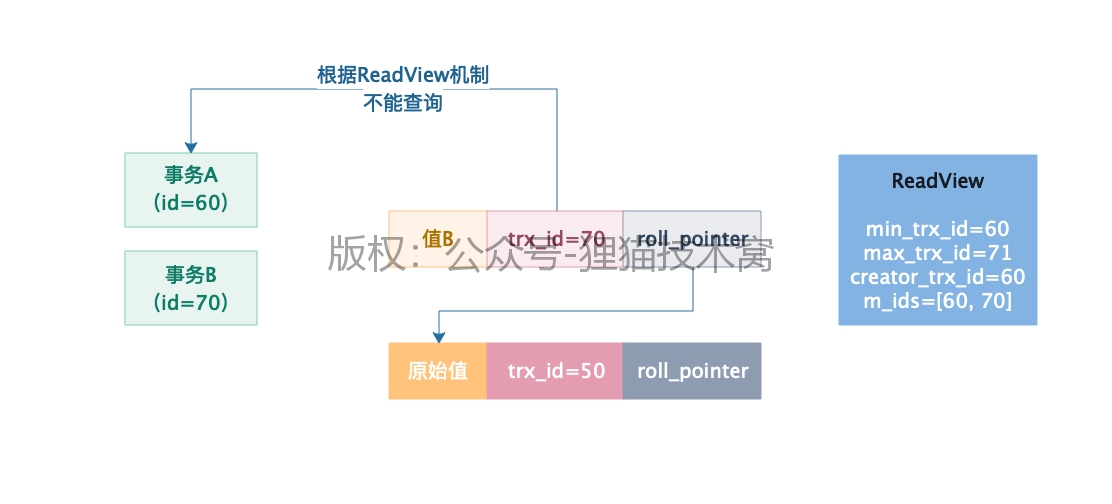 根据ReadView机制
不能查询
事务A
(id=60)
事务B
(id=70)
值B
trx_id=70
roll_pointer
版权：公众号-狸猫技术窝
原始值
trx_id=50
roll_pointer
ReadView
min_trx_id=60
max_trx_id=71
creator_trx_id=60
m_ids=[60, 70]